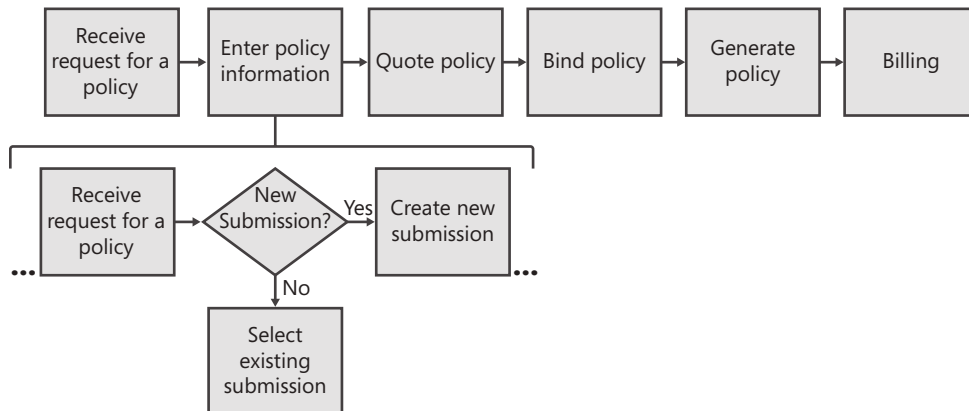 Receive
request for a
policy
Enter policy
information
Quote policy
Bind policy
Generate
policy
Billing
Receive
request for a
policy
New
Submission?
Yes
Create new
submission
...
...
No
Select
existing
submission